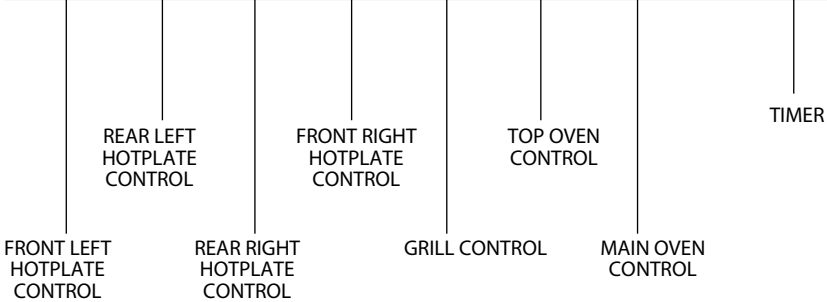 TIMER
REAR LEFT
HOTPLATE
CONTROL
FRONT RIGHT
HOTPLATE
CONTROL
TOP OVEN
CONTROL
FRONT LEFT
HOTPLATE
CONTROL
REAR RIGHT
HOTPLATE
CONTROL
GRILL CONTROL
MAIN OVEN
CONTROL